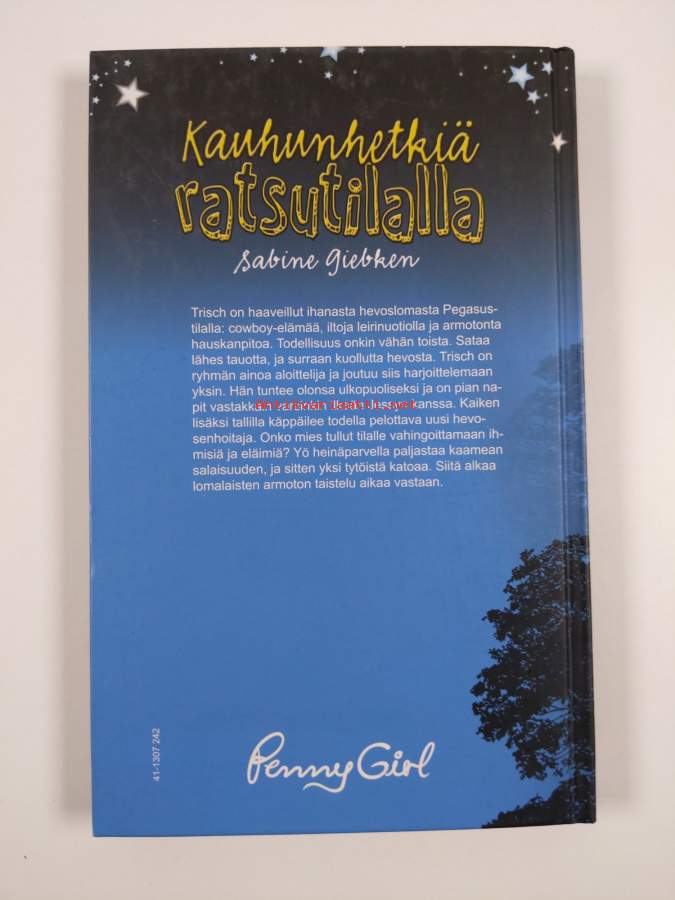 Kauhunhetkiä
ratsutilalla
Sabine Giebken
Trisch on haaveillut ihanasta hevoslomasta Pegasus-
tilalla: cowboy-elämää, iltoja leirinuotiolla ja armotonta
hauskanpitoa. Todellisuus onkin vähän toista. Sataa
lähes tauotta, ja surraan kuollutta hevosta. Trisch on
ryhmän ainoa aloittelija ja joutuu siis harjoittelemaan
yksin. Hän tuntee olonsa ulkopuoliseksi ja on pian na-
pit vastakkain kanssa. Kaiken
lisäksi tallilla käppäilee todella pelottava uusi hevo-
senhoitaja. Onko mies tullut tilalle vahingoittamaan ih-
misiä ja eläimiä? Yö heinäparvella paljastaa kaamean
salaisuuden, ja sitten yksi tytöistä katoaa. Siitä alkaa
lomalaisten armoton taistelu aikaa vastaan.
41-1307 242
Penny Girl